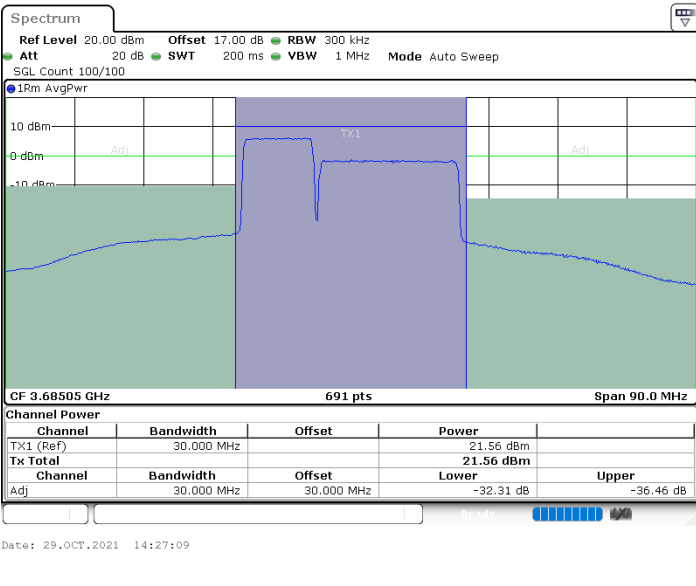 Spectrum
Ref Level 20.00 dBm Offset 17.00 dB RBW 300 kHz
Att 20 dB SWT 200 ms VBW 1 MHz Mode Auto Sweep
SGL Count 100/100
1Rm AvgPwr
10 dBm
TX1
Adj
Adj
0 dBm
-10 dBm
CF 3.68505 GHz 691 pts Span 90.0 MHz
Channel Power
Channel Bandwidth Offset Power
TX1 (Ref) 30.000 MHz 21.56 dBm
Tx Total 21.56 dBm
Channel Bandwidth Offset Lower Upper
Adj 30.000 MHz 30.000 MHz -32.31 dB -36.46 dB
Ready
Date: 29.OCT.2021 14:27:09